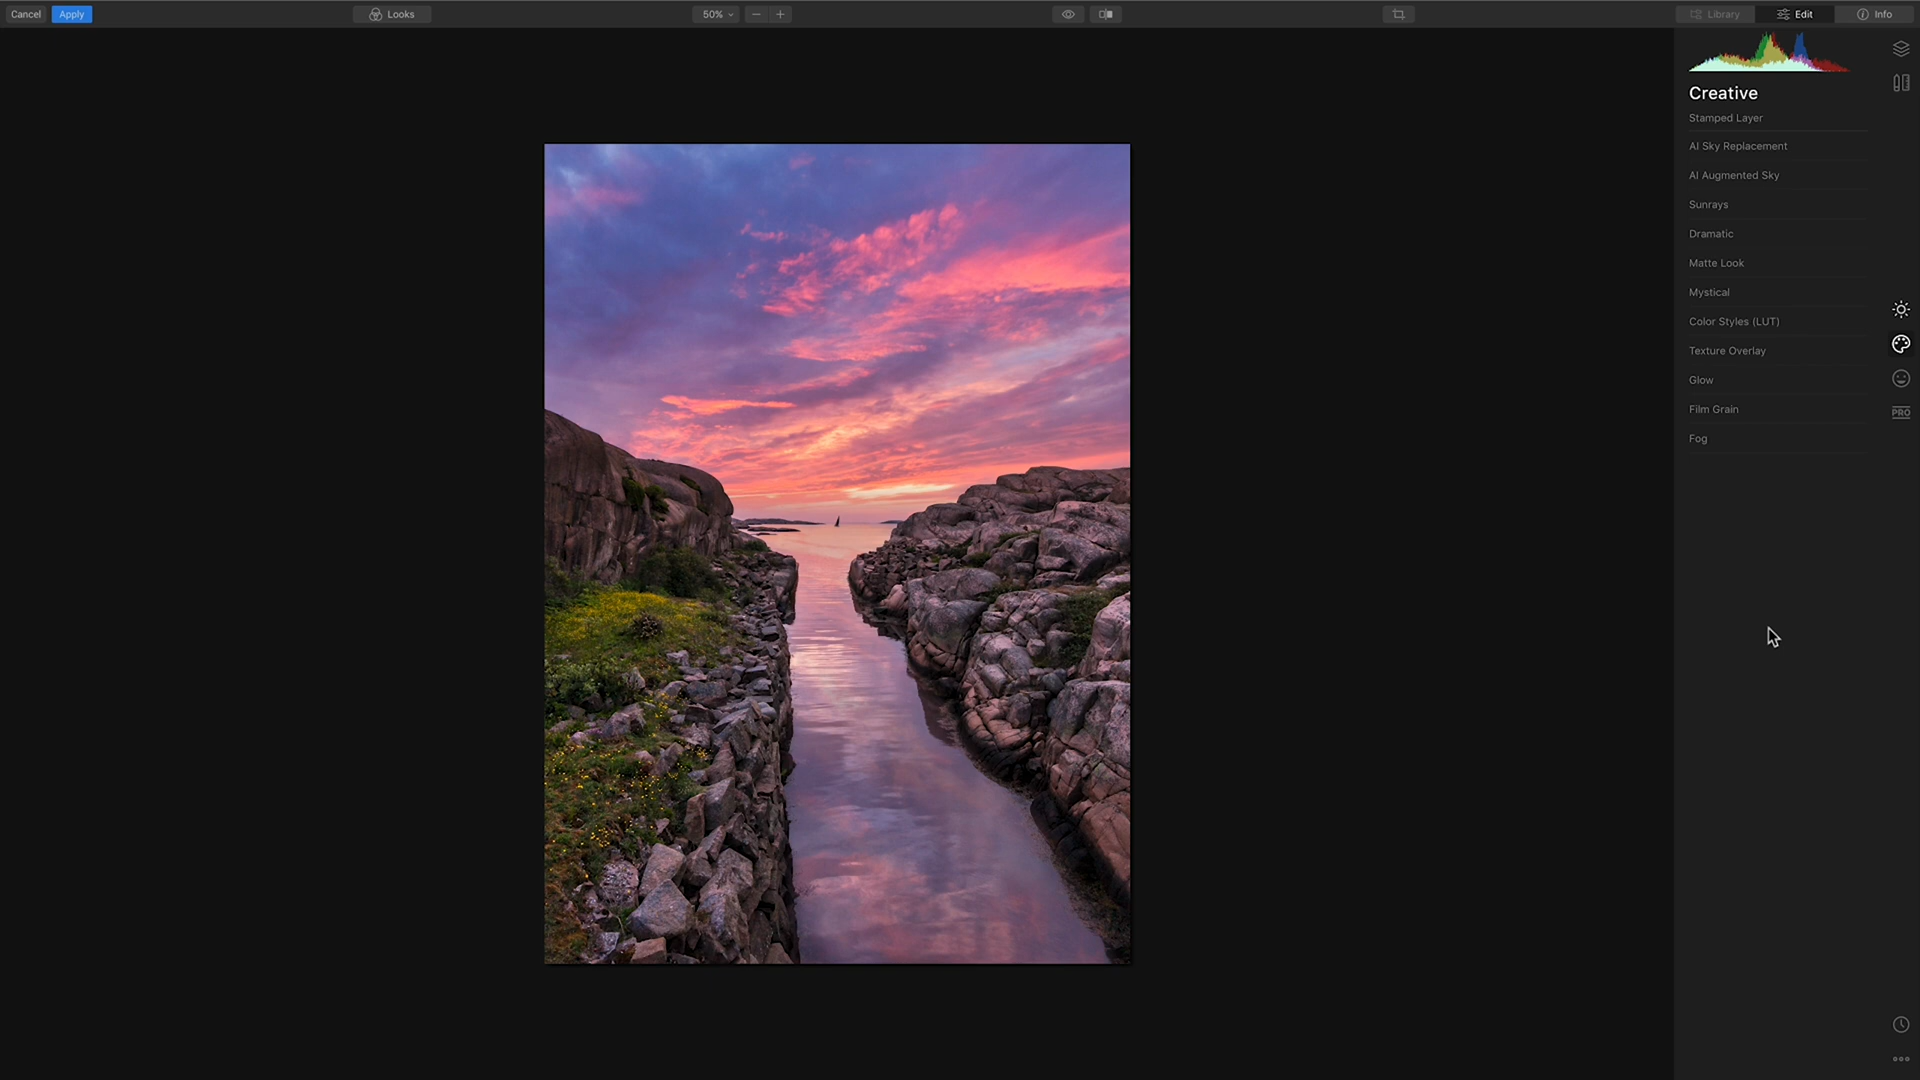 Cancel
Apply
Looks
50%
Library
Edit
Info
Creative
Stamped Layer
AI Sky Replacement
AI Augmented Sky
Sunrays
Dramatic
Matte Look
Mystical
Color Styles (LUT)
Texture Overlay
Glow
Film Grain
Fog
PRO